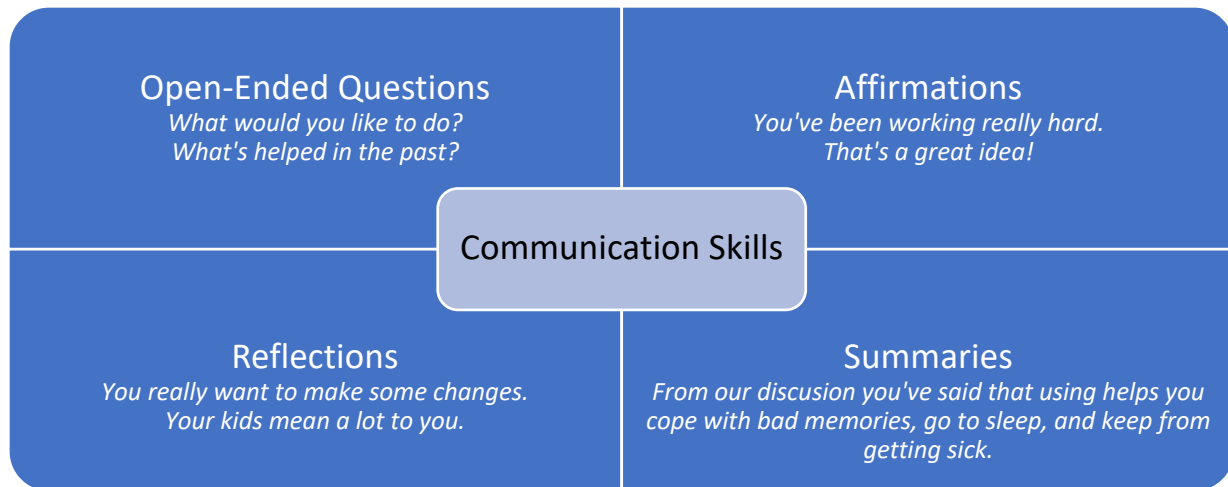 Open-Ended Questions
What would you like to do?
What's helped in the past?
Affirmations
You've been working really hard.
That's a great idea!
Communication Skills
Reflections
You really want to make some changes.
Your kids mean a lot to you.
Summaries
From our discusion you've said that using helps you
cope with bad memories, go to sleep, and keep from
getting sick.